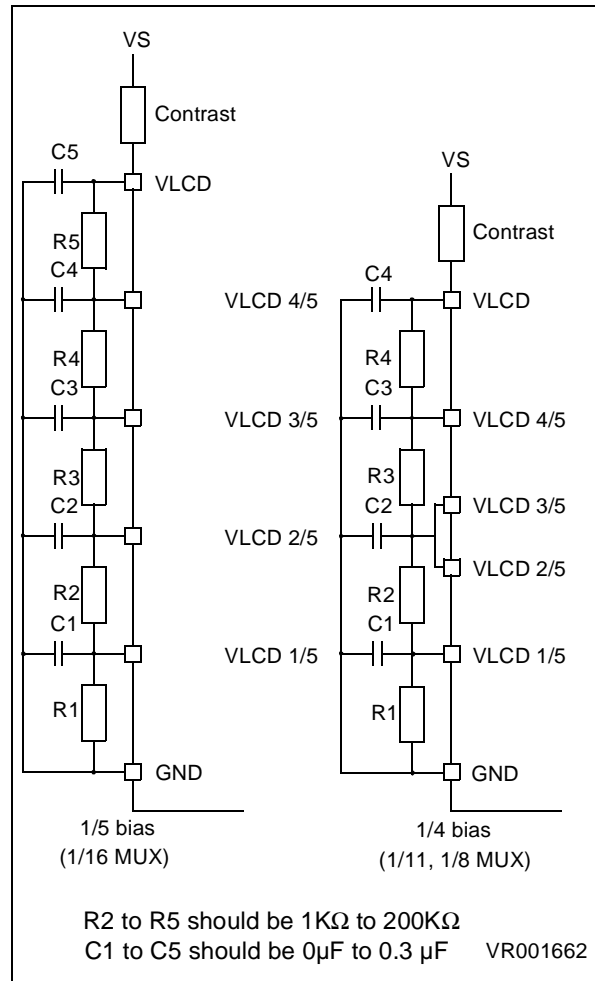 VS
Contrast
C5
VLCD
R5
C4
VLCD 4/5
R4
C3
VLCD 3/5
R3
C2
VLCD 2/5
R2
C1
VLCD 1/5
R1
GND
1/5 bias
(1/16 MUX)
VS
Contrast
C4
VLCD
R4
C3
VLCD 4/5
R3
VLCD 3/5
C2
VLCD 2/5
R2
C1
VLCD 1/5
R1
GND
1/4 bias
(1/11, 1/8 MUX)
R2 to R5 should be 1KΩ to 200KΩ
C1 to C5 should be 0µF to 0.3 µF VR001662